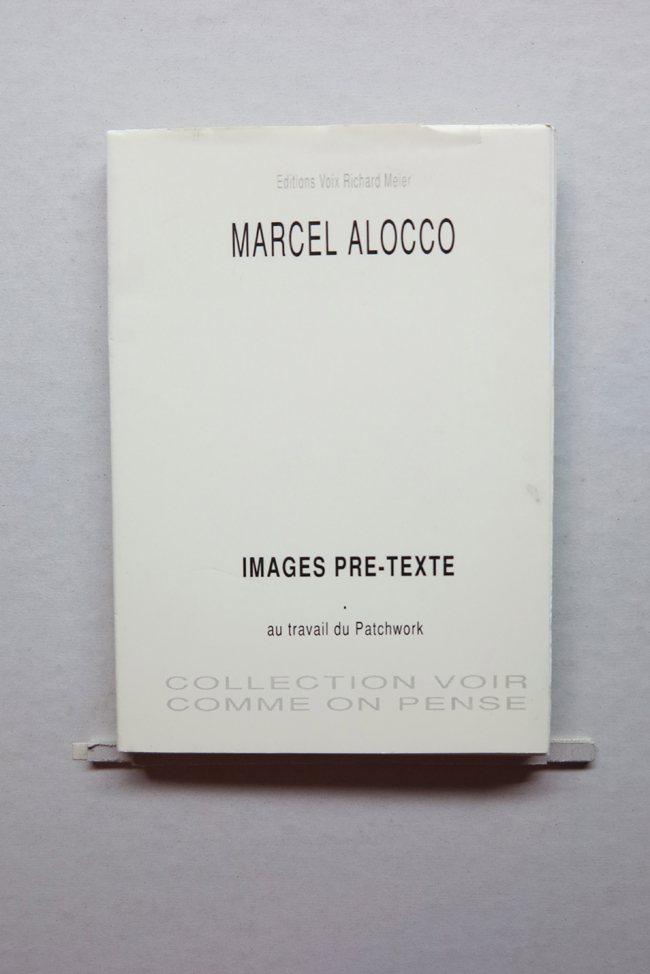 Editions Voix Richard Meier
MARCEL ALOCCO
IMAGES PRE-TEXTE
.
au travail du Patchwork
COLLECTION VOIR
COMME ON PENSE